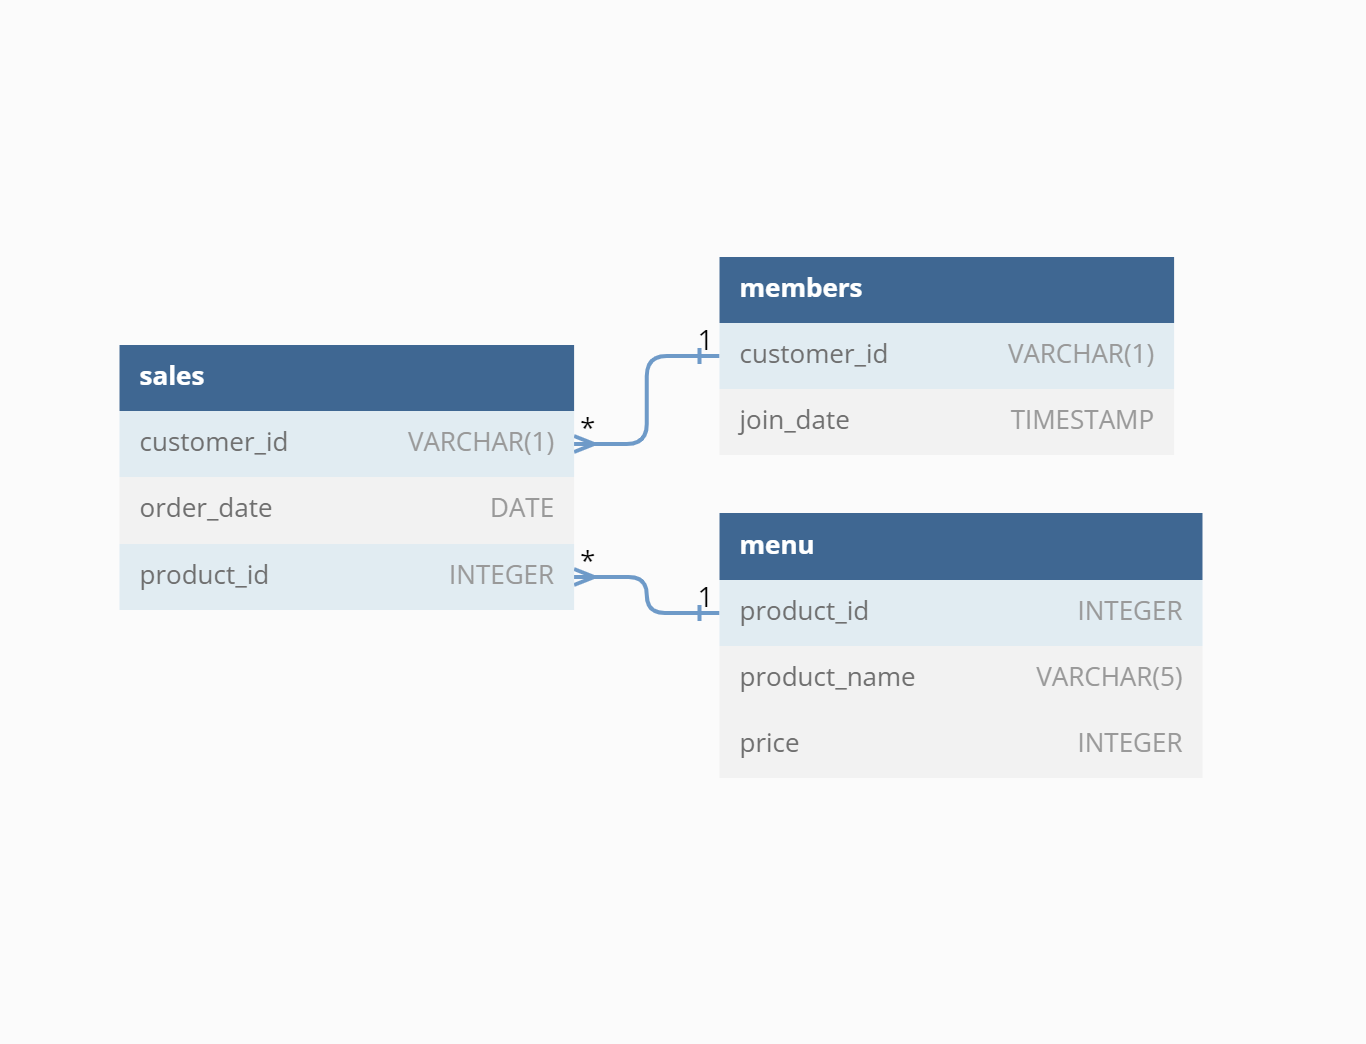 sales
customer_id VARCHAR(1)
order_date DATE
product_id INTEGER
*
1
*
1
members
customer_id VARCHAR(1)
join_date TIMESTAMP
menu
product_id INTEGER
product_name VARCHAR(5)
price INTEGER